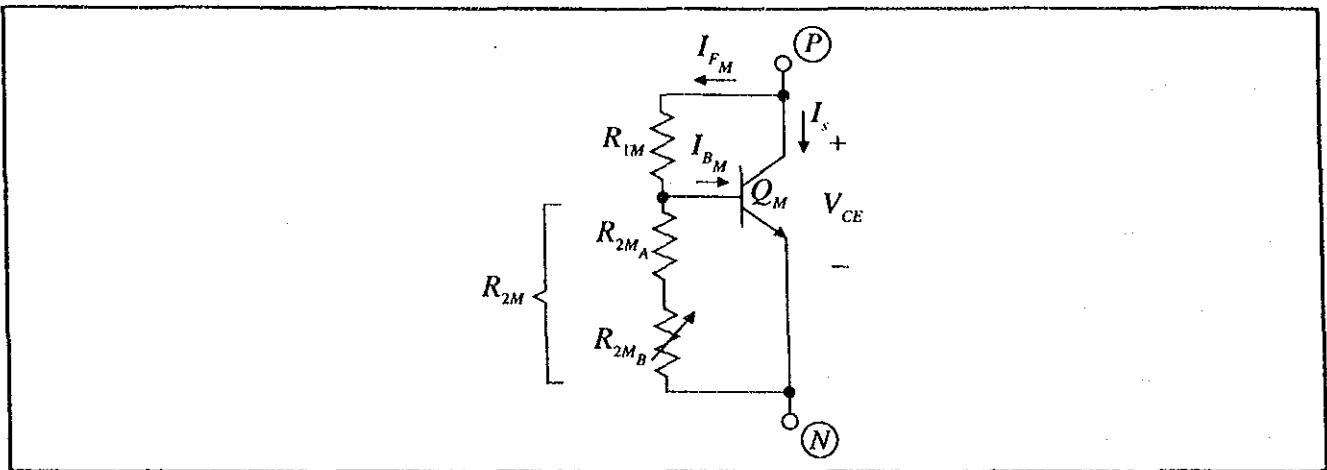 P
I_{F_M}
I_s
+
R_{1M}
I_{B_M}
Q_M
V_{CE}
R_{2M_A}
−
R_{2M}
R_{2M_B}
N